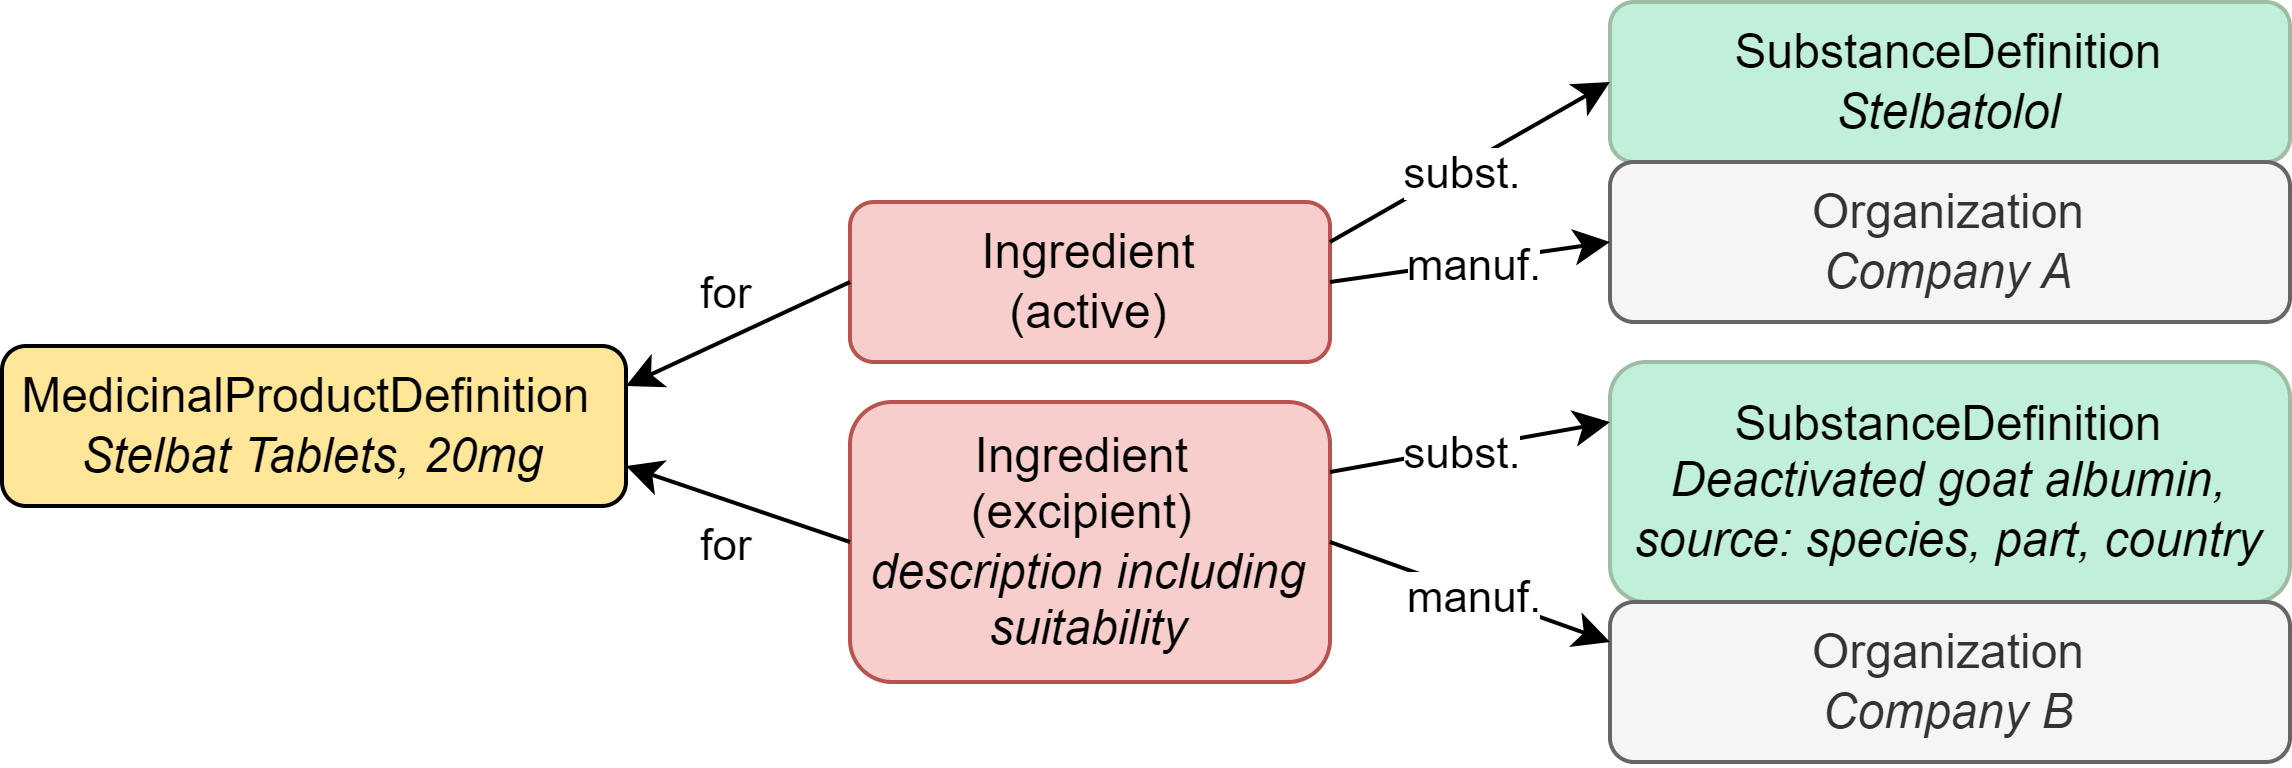 SubstanceDefinition
Stelbatolol
subst.
Organization
Company A
manuf.
Ingredient
(active)
for
MedicinalProductDefinition
Stelbat Tablets, 20mg
for
Ingredient
(excipient)
description including
suitability
subst.
SubstanceDefinition
Deactivated goat albumin,
source: species, part, country
manuf.
Organization
Company B